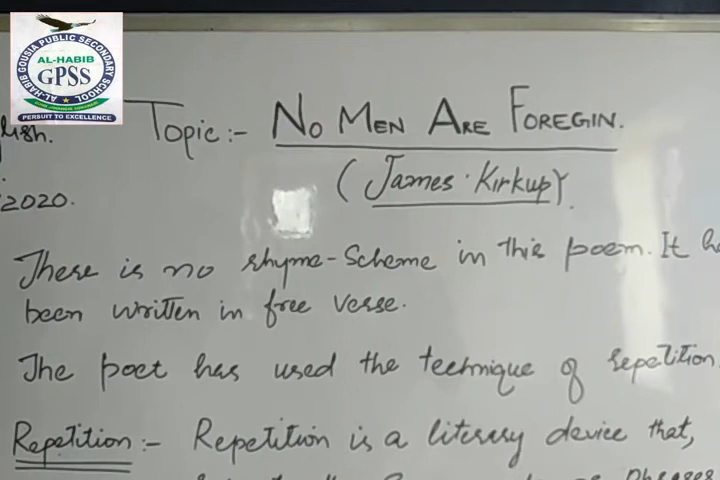 AL-HABIB GOUSIA PUBLIC SECONDARY SCHOOL
AL-HABIB
GPSS
PERSUIT TO EXCELLENCE
Topic:- NO MEN ARE FOREGIN.
(James Kirkup).
2020.
There is no rhyme-Scheme in this poem. It ha
been written in free verse.
The poet has used the technique of repetition.
Repetition:- Repetition is a literary device that,